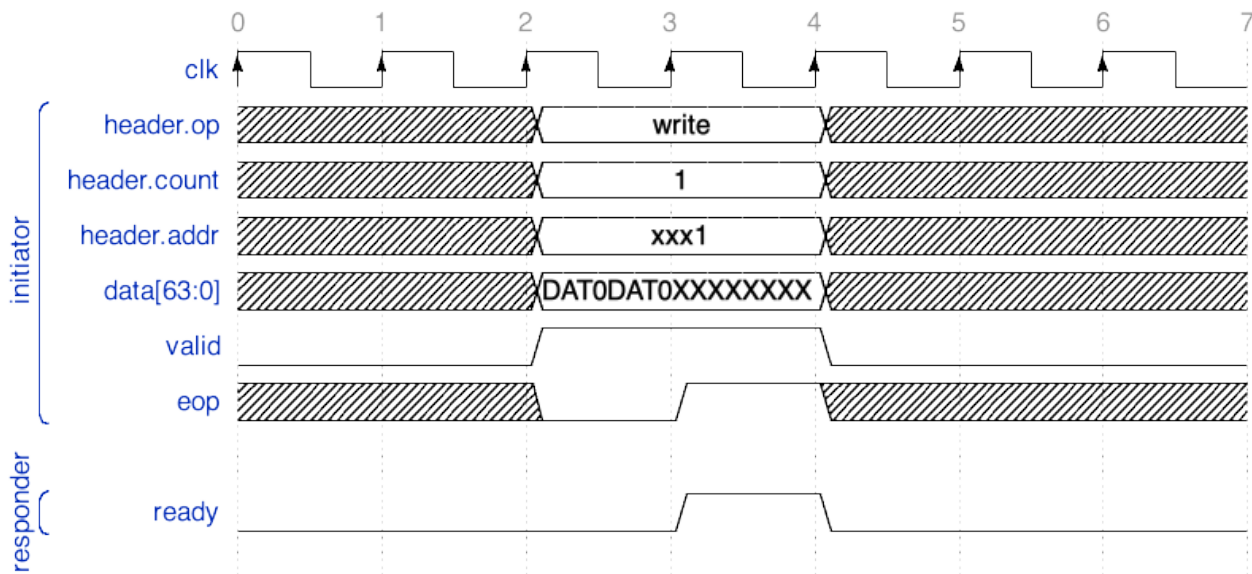 0 1 2 3 4 5 6 7
clk
header.op write
header.count 1
header.addr xxx1
data[63:0] DAT0DAT0XXXXXXXX
valid
eop
ready
initiator
responder